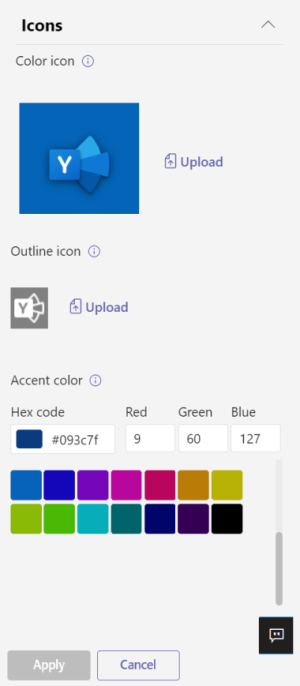 Icons
Color icon
Y
Upload
Outline icon
Y
Upload
Accent color
Hex code Red Green Blue
#093c7f 9 60 127
Apply Cancel